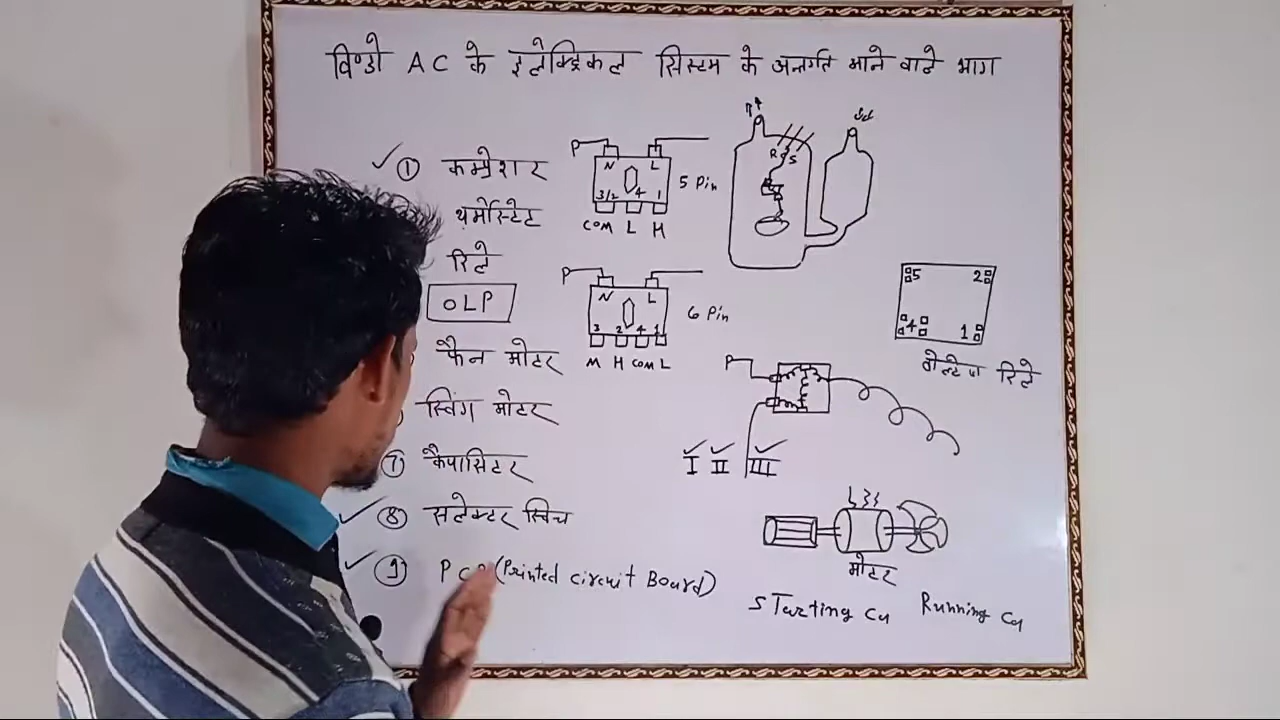 विण्डो AC के इलेक्ट्रिकल सिस्टम के अन्तर्गत आने वाले भाग
① कम्प्रेशर
थर्मोस्टेट
रिले
OLP
फैन मोटर
स्विंग मोटर
⑦ कैपासिटर
⑧ सलेक्टर स्विच
⑨ PCB (Printed circuit Board)
P
N L
3/2 4 1
5 Pin
COM L H
P
N L
3 2 4 1
6 Pin
M H COM L
R C S
5 2
4 1
वोल्टेज रिले
P
I II III
मोटर
STarting Ca Running Ca